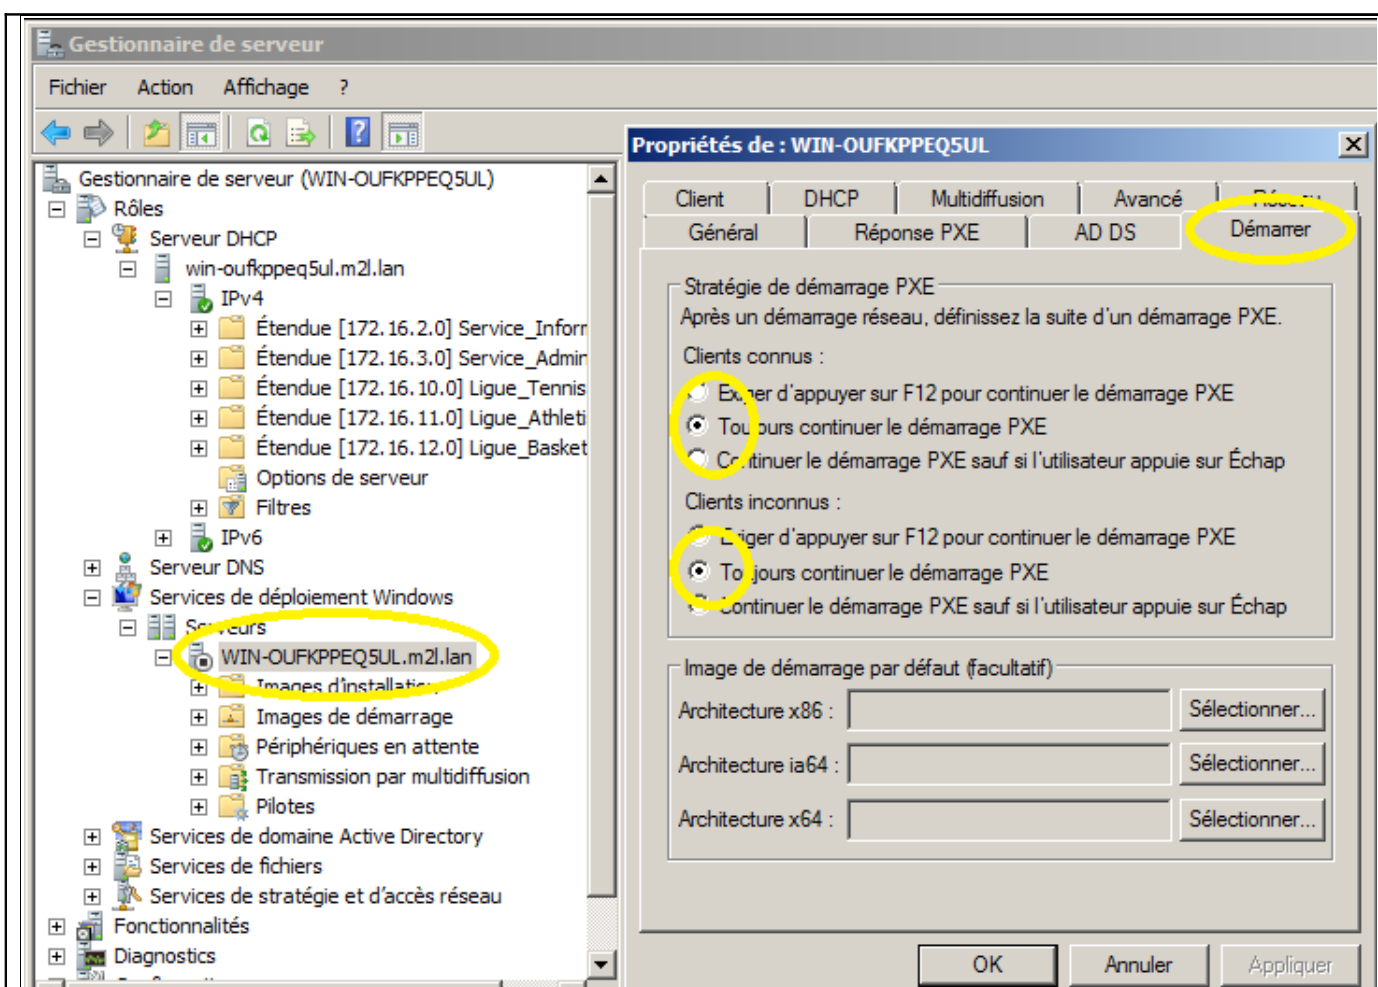 Gestionnaire de serveur
Fichier Action Affichage ?
Gestionnaire de serveur (WIN-OUFKPPEQ5UL)
Rôles
Serveur DHCP
win-oufkppeq5ul.m2l.lan
IPv4
Étendue [172.16.2.0] Service_Inforr
Étendue [172.16.3.0] Service_Admir
Étendue [172.16.10.0] Ligue_Tennis
Étendue [172.16.11.0] Ligue_Athleti
Étendue [172.16.12.0] Ligue_Basket
Options de serveur
Filtres
IPv6
Serveur DNS
Services de déploiement Windows
Serveurs
WIN-OUFKPPEQ5UL.m2l.lan
Images d'installation
Images de démarrage
Périphériques en attente
Transmission par multidiffusion
Pilotes
Services de domaine Active Directory
Services de fichiers
Services de stratégie et d'accès réseau
Fonctionnalités
Diagnostics
Propriétés de : WIN-OUFKPPEQ5UL
Client DHCP Multidiffusion Avancé Réseau
Général Réponse PXE AD DS Démarrer
Stratégie de démarrage PXE
Après un démarrage réseau, définissez la suite d'un démarrage PXE.
Clients connus :
Exiger d'appuyer sur F12 pour continuer le démarrage PXE
Toujours continuer le démarrage PXE
Continuer le démarrage PXE sauf si l'utilisateur appuie sur Échap
Clients inconnus :
Exiger d'appuyer sur F12 pour continuer le démarrage PXE
Toujours continuer le démarrage PXE
Continuer le démarrage PXE sauf si l'utilisateur appuie sur Échap
Image de démarrage par défaut (facultatif)
Architecture x86 : Sélectionner...
Architecture ia64 : Sélectionner...
Architecture x64 : Sélectionner...
OK Annuler Appliquer